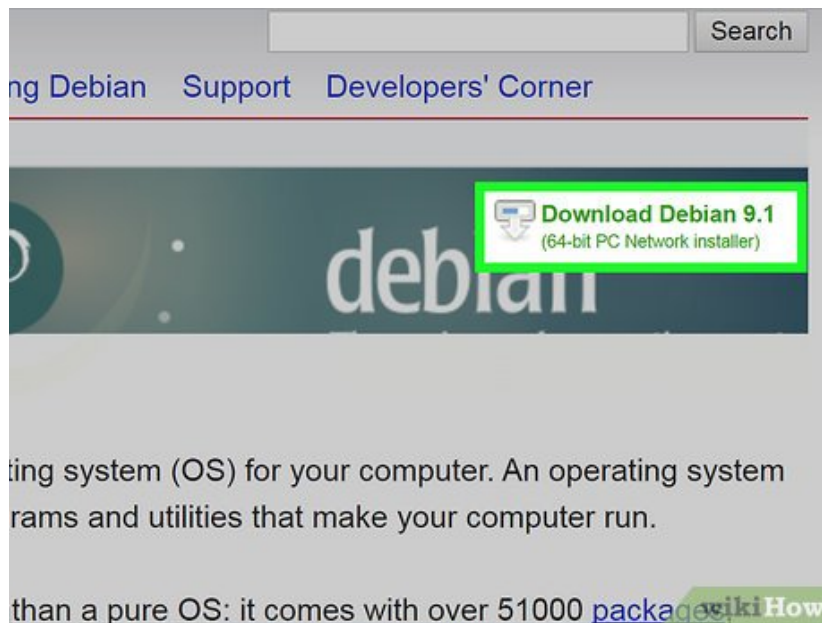 Search
ng Debian Support Developers' Corner
Download Debian 9.1
(64-bit PC Network installer)
debian
ting system (OS) for your computer. An operating system
rams and utilities that make your computer run.
than a pure OS: it comes with over 51000 packages,
wikiHow